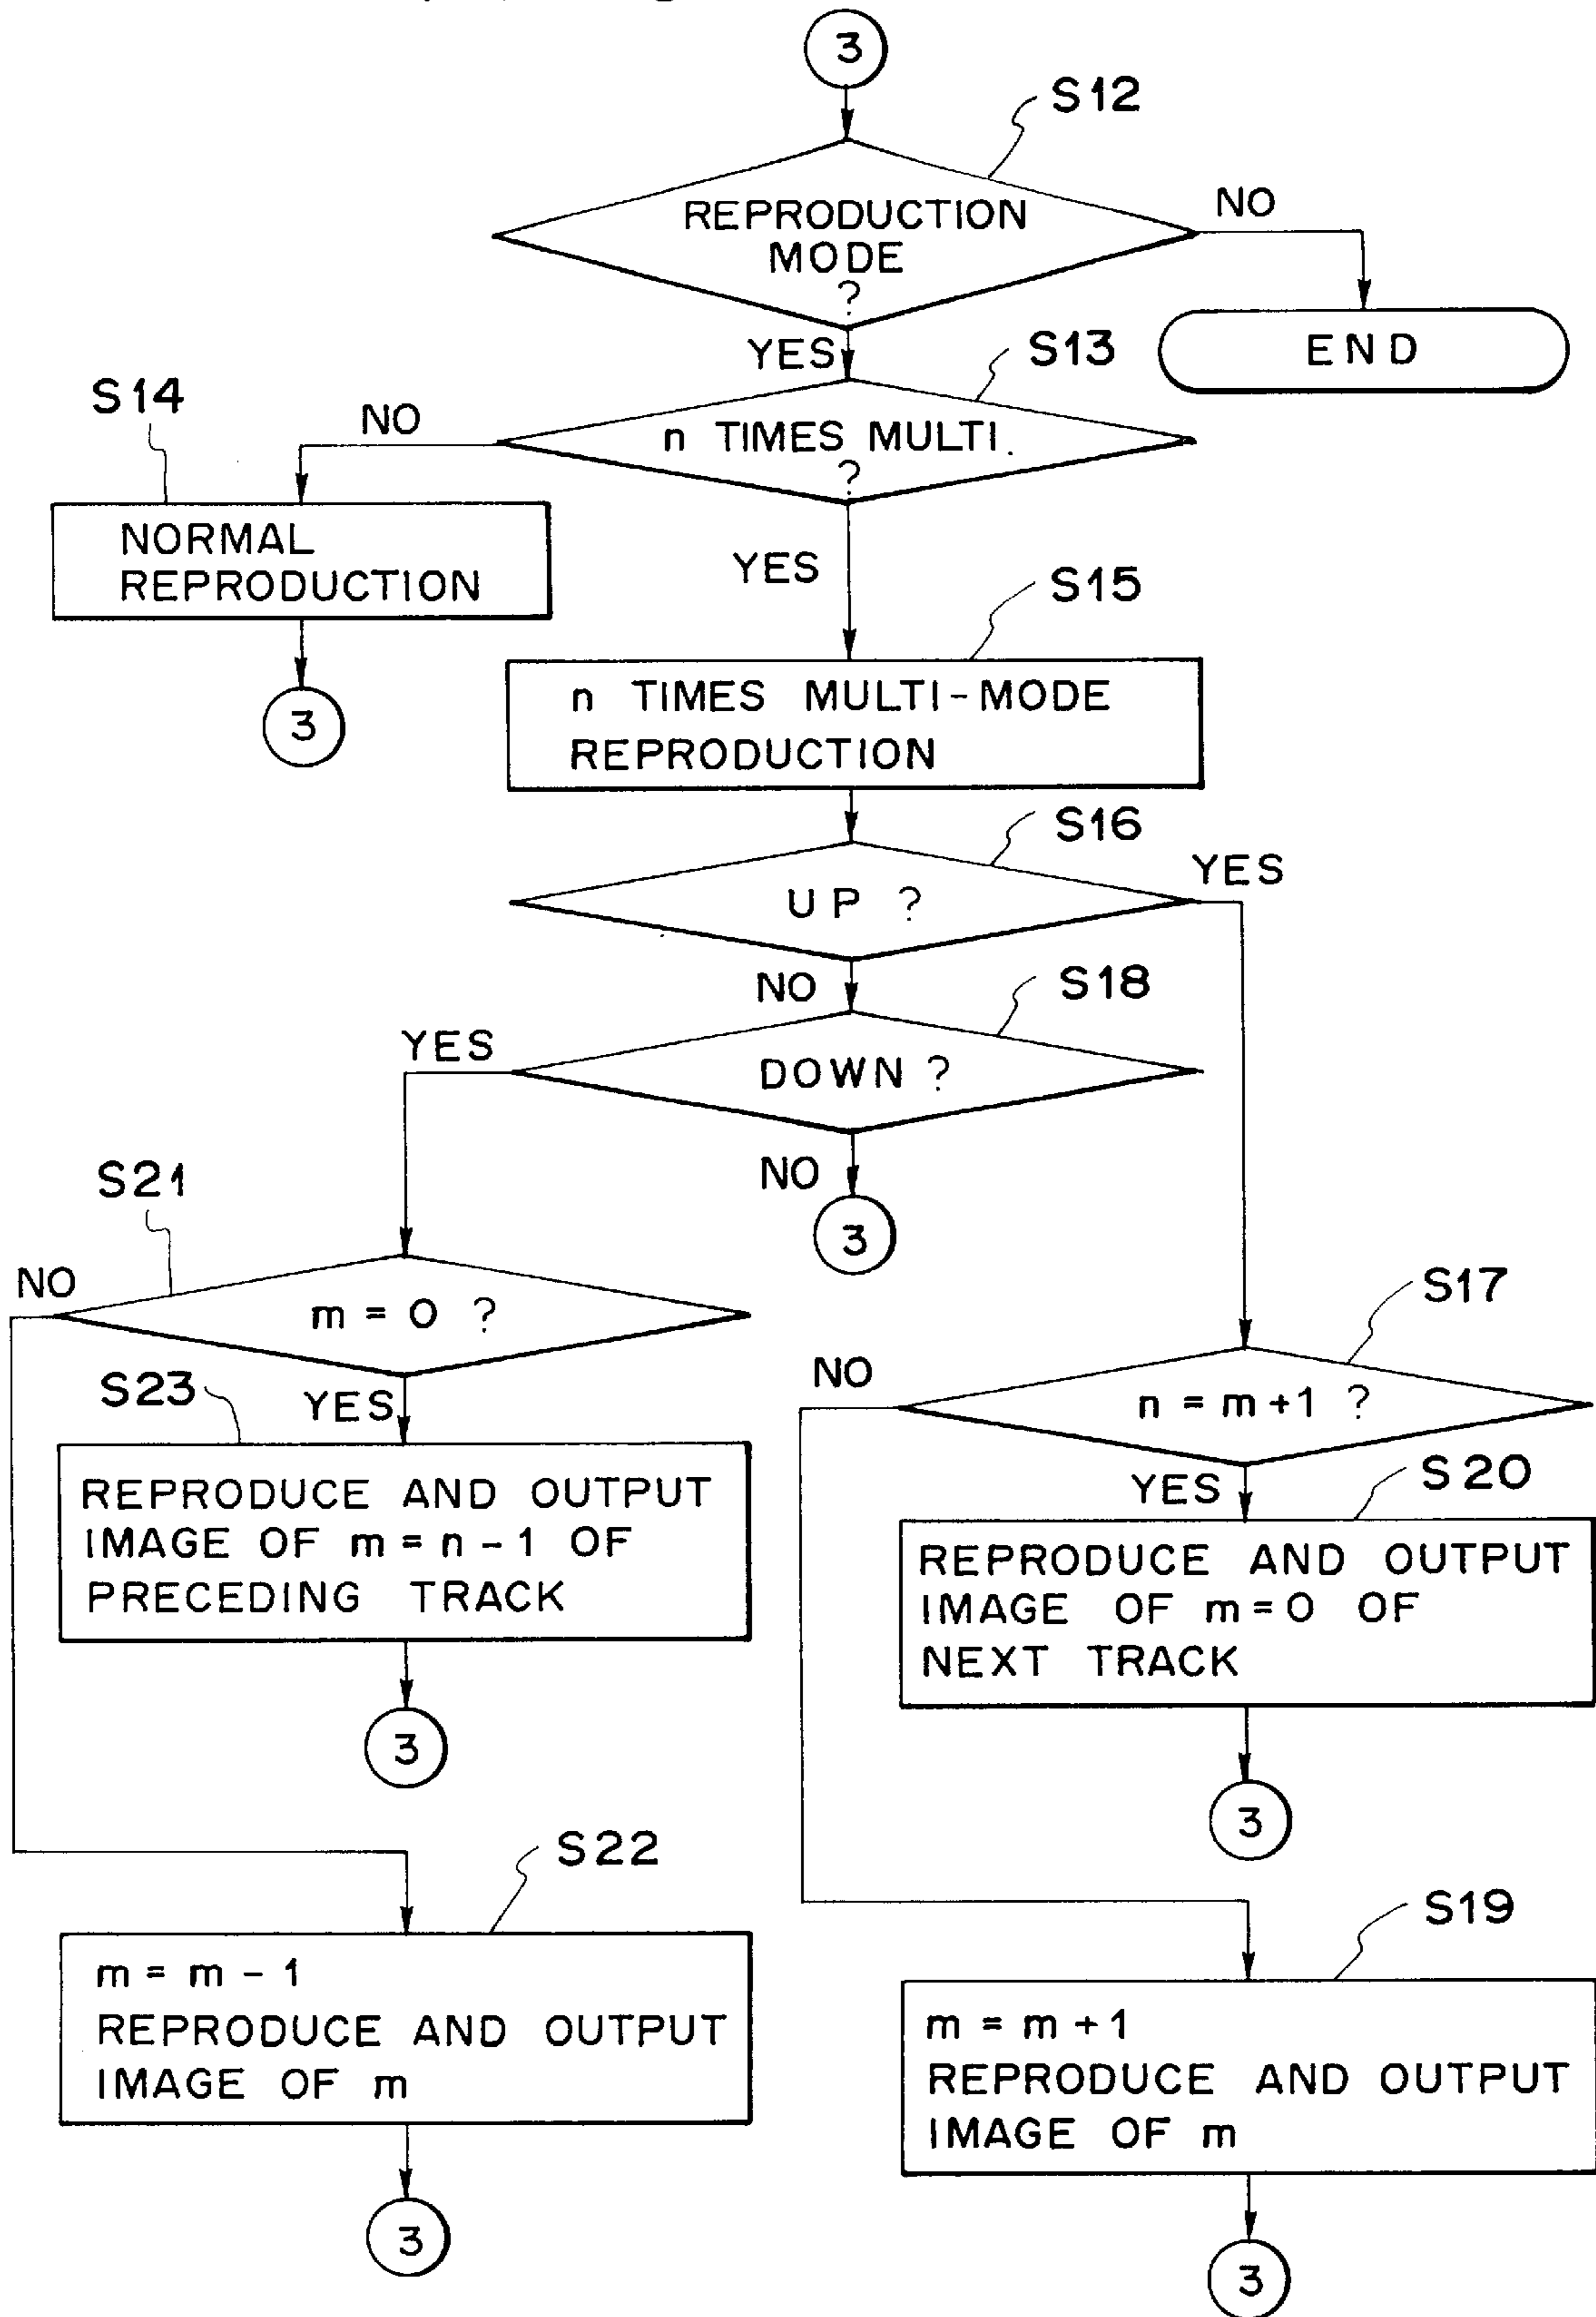 3
S12
REPRODUCTION
MODE
?
NO
END
YES
S13
n TIMES MULTI.
?
NO
S14
NORMAL
REPRODUCTION
3
YES
S15
n TIMES MULTI-MODE
REPRODUCTION
S16
UP ?
YES
NO
S18
DOWN ?
YES
NO
3
S21
m = 0 ?
NO
YES
S23
REPRODUCE AND OUTPUT
IMAGE OF m = n - 1 OF
PRECEDING TRACK
3
S17
n = m + 1 ?
NO
YES
S20
REPRODUCE AND OUTPUT
IMAGE OF m = 0 OF
NEXT TRACK
3
S22
m = m - 1
REPRODUCE AND OUTPUT
IMAGE OF m
3
S19
m = m + 1
REPRODUCE AND OUTPUT
IMAGE OF m
3